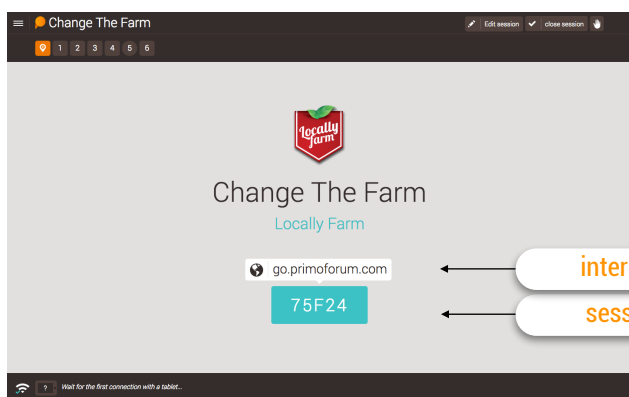 Change The Farm
Edit session
close session
1 2 3 4 5 6
Locally
farm
Change The Farm
Locally Farm
go.primoforum.com
inter
75F24
sess
? Wait for the first connection with a tablet...